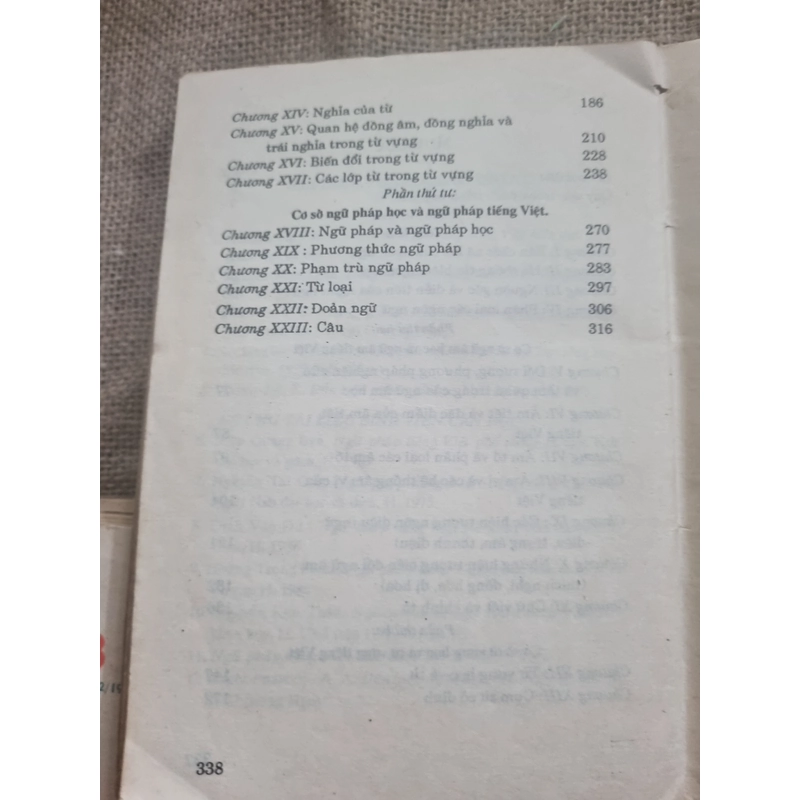 Chương XIV: Nghĩa của từ 186
Chương XV: Quan hệ đồng âm, đồng nghĩa và
trái nghĩa trong từ vựng 210
Chương XVI: Biến đổi trong từ vựng 228
Chương XVII: Các lớp từ trong từ vựng 238
Phần thứ tư:
Cơ sở ngữ pháp học và ngữ pháp tiếng Việt.
Chương XVIII: Ngữ pháp và ngữ pháp học 270
Chương XIX : Phương thức ngữ pháp 277
Chương XX: Phạm trù ngữ pháp 283
Chương XXI: Từ loại 297
Chương XXII: Đoản ngữ 306
Chương XXIII: Câu 316
338